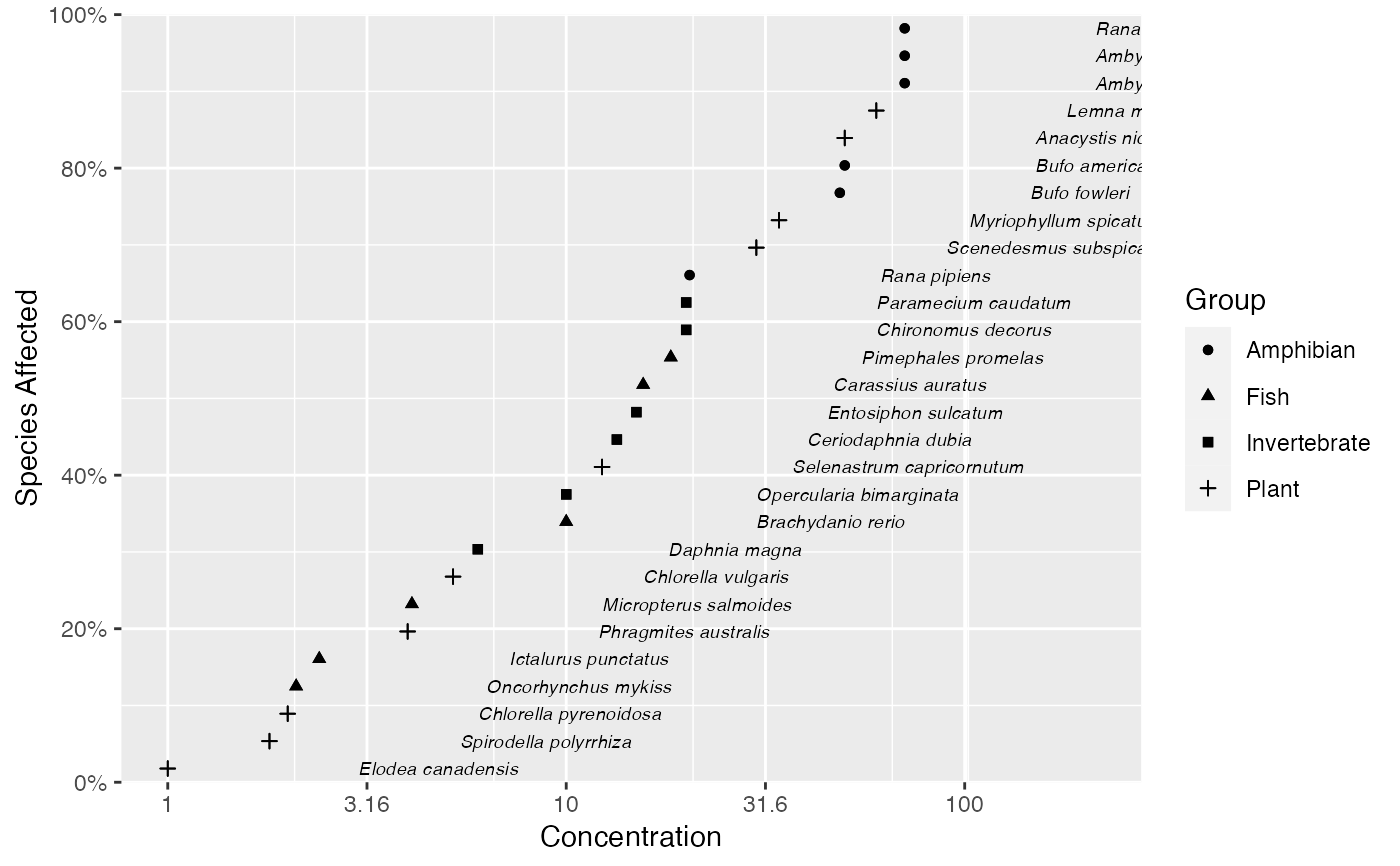 100%
80%
60%
40%
20%
0%
Species Affected
Rana
Amby
Amby
Lemna m
Anacystis nic
Bufo america
Bufo fowleri
Myriophyllum spicatu
Scenedesmus subspica
Rana pipiens
Paramecium caudatum
Chironomus decorus
Pimephales promelas
Carassius auratus
Entosiphon sulcatum
Ceriodaphnia dubia
Selenastrum capricornutum
Opercularia bimarginata
Brachydanio rerio
Daphnia magna
Chlorella vulgaris
Micropterus salmoides
Phragmites australis
Ictalurus punctatus
Oncorhynchus mykiss
Chlorella pyrenoidosa
Spirodella polyrrhiza
Elodea canadensis
1 3.16 10 31.6 100
Concentration
Group
Amphibian
Fish
Invertebrate
Plant